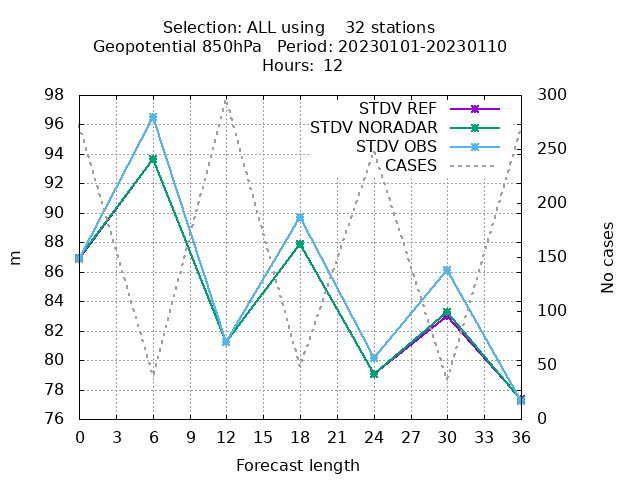 Selection: ALL using    32 stations
Geopotential 850hPa   Period: 20230101-20230110
Hours:  12
98
96
94
92
90
88
86
84
82
80
78
76
m
300
250
200
150
100
50
0
No cases
STDV REF
STDV NORADAR
STDV OBS
CASES
0 3 6 9 12 15 18 21 24 27 30 33 36
Forecast length